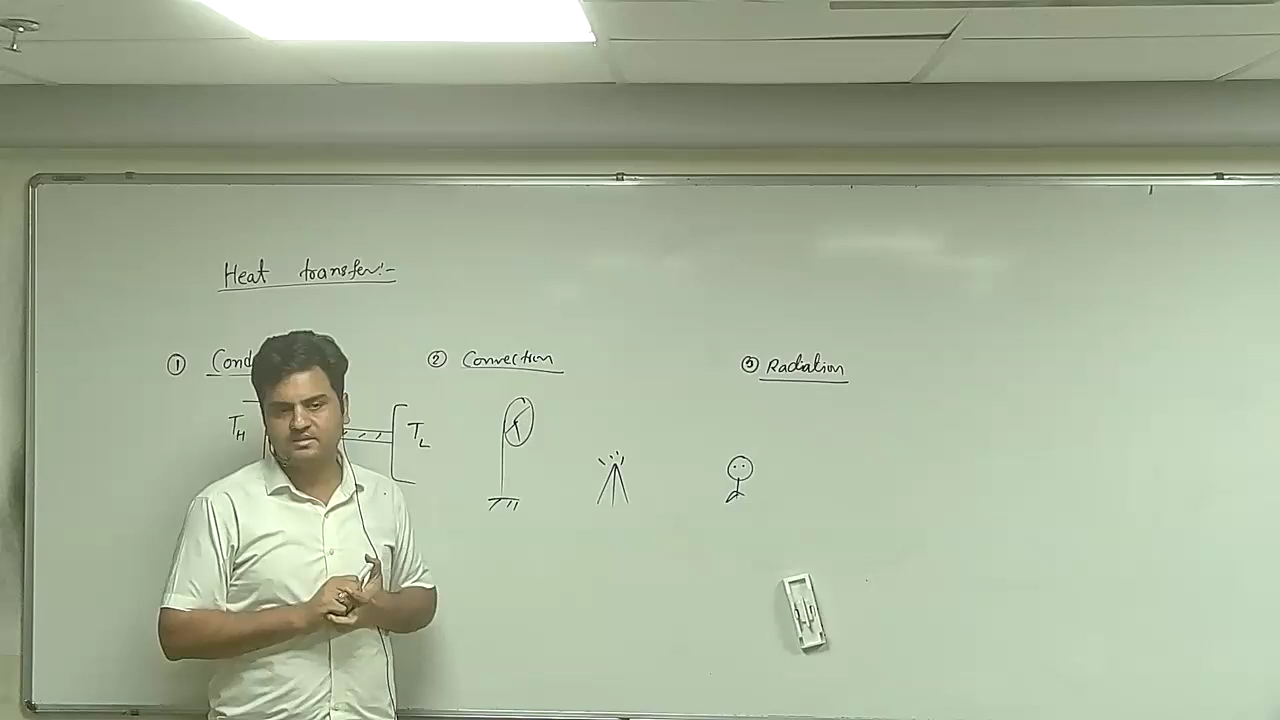 Heat transfer:-
① Cond
② Convection
③ Radiation
T_H
T_L